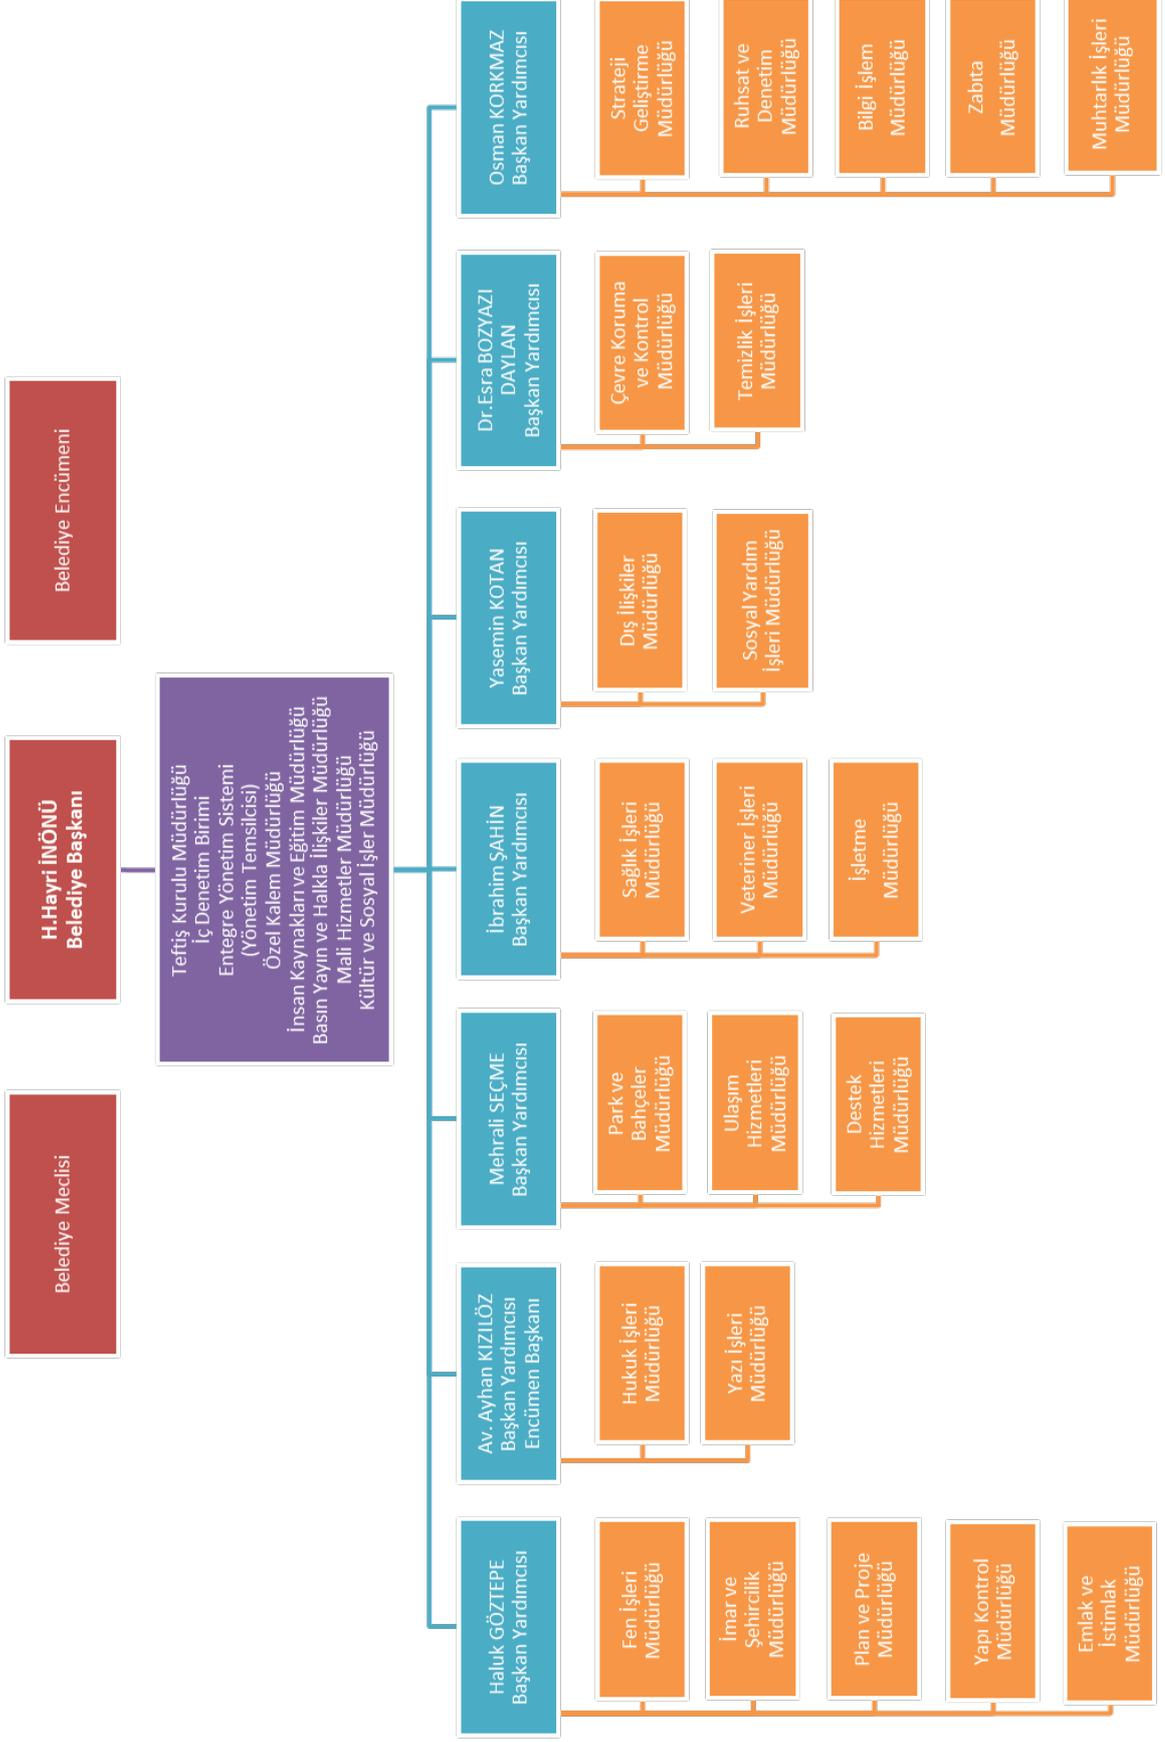 Belediye Meclisi
H.Hayri İNÖNÜ
Belediye Başkanı
Belediye Encümeni
Teftiş Kurulu Müdürlüğü
İç Denetim Birimi
Entegre Yönetim Sistemi
(Yönetim Temsilcisi)
Özel Kalem Müdürlüğü
İnsan Kaynakları ve Eğitim Müdürlüğü
Basın Yayın ve Halkla İlişkiler Müdürlüğü
Mali Hizmetler Müdürlüğü
Kültür ve Sosyal İşler Müdürlüğü
Haluk GÖZTEPE
Başkan Yardımcısı
Fen İşleri
Müdürlüğü
İmar ve
Şehircilik
Müdürlüğü
Plan ve Proje
Müdürlüğü
Yapı Kontrol
Müdürlüğü
Emlak ve
İstimlak
Müdürlüğü
Av. Ayhan KIZILÖZ
Başkan Yardımcısı
Encümen Başkanı
Hukuk İşleri
Müdürlüğü
Yazı İşleri
Müdürlüğü
Mehrali SEÇME
Başkan Yardımcısı
Park ve
Bahçeler
Müdürlüğü
Ulaşım
Hizmetleri
Müdürlüğü
Destek
Hizmetleri
Müdürlüğü
İbrahim ŞAHİN
Başkan Yardımcısı
Sağlık İşleri
Müdürlüğü
Veteriner İşleri
Müdürlüğü
İşletme
Müdürlüğü
Yasemin KOTAN
Başkan Yardımcısı
Dış İlişkiler
Müdürlüğü
Sosyal Yardım
İşleri Müdürlüğü
Dr.Esra BOZYAZI
DAYLAN
Başkan Yardımcısı
Çevre Koruma
ve Kontrol
Müdürlüğü
Temizlik İşleri
Müdürlüğü
Osman KORKMAZ
Başkan Yardımcısı
Strateji
Geliştirme
Müdürlüğü
Ruhsat ve
Denetim
Müdürlüğü
Bilgi İşlem
Müdürlüğü
Zabıta
Müdürlüğü
Muhtarlık İşleri
Müdürlüğü